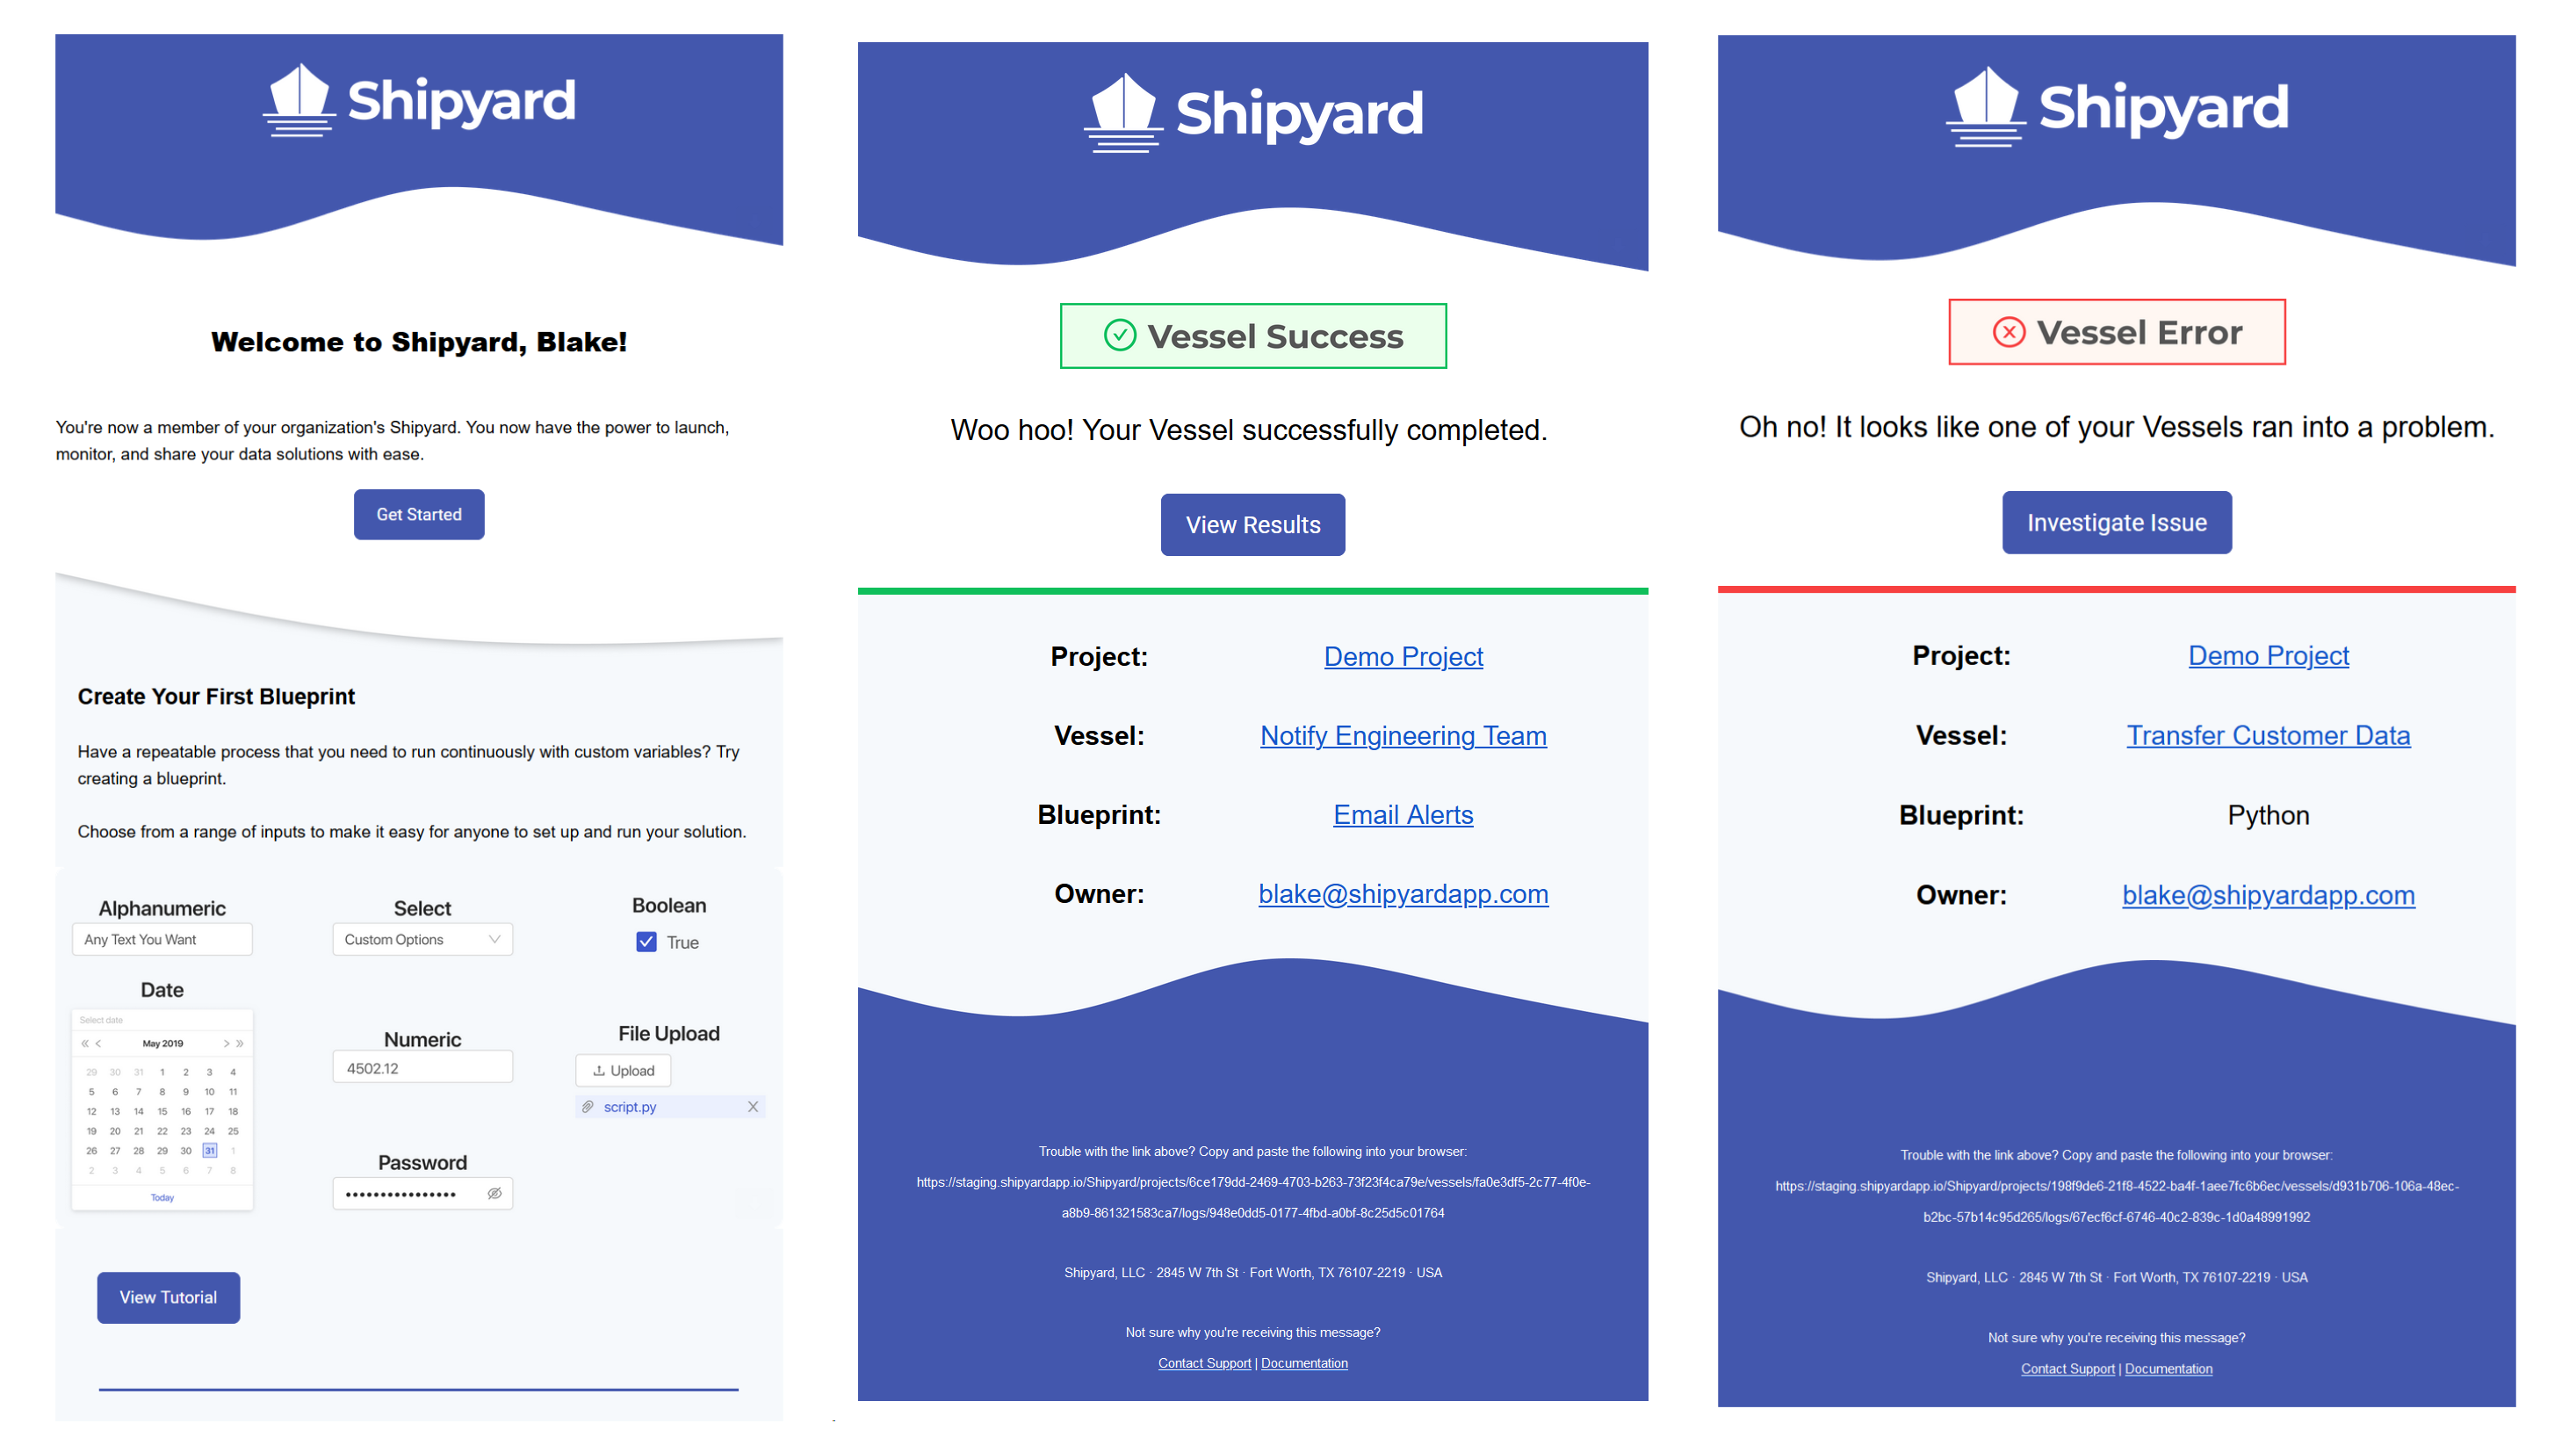 Shipyard
Welcome to Shipyard, Blake!
You're now a member of your organization's Shipyard. You now have the power to launch,
monitor, and share your data solutions with ease.
Get Started
Create Your First Blueprint
Have a repeatable process that you need to run continuously with custom variables? Try
creating a blueprint.
Choose from a range of inputs to make it easy for anyone to set up and run your solution.
Alphanumeric
Any Text You Want
Select
Custom Options
Boolean
True
Date
Select date
« < May 2019 > »
29 30 31 1 2 3 4
5 6 7 8 9 10 11
12 13 14 15 16 17 18
19 20 21 22 23 24 25
26 27 28 29 30 31 1
2 3 4 5 6 7 8
Today
Numeric
4502.12
File Upload
Upload
script.py X
Password
••••••••••••••••
View Tutorial
Shipyard
Vessel Success
Woo hoo! Your Vessel successfully completed.
View Results
Project: Demo Project
Vessel: Notify Engineering Team
Blueprint: Email Alerts
Owner: blake@shipyardapp.com
Trouble with the link above? Copy and paste the following into your browser:
https://staging.shipyardapp.io/Shipyard/projects/6ce179dd-2469-4703-b263-73f23f4ca79e/vessels/fa0e3df5-2c77-4f0e-
a8b9-861321583ca7/logs/948e0dd5-0177-4fbd-a0bf-8c25d5c01764
Shipyard, LLC · 2845 W 7th St · Fort Worth, TX 76107-2219 · USA
Not sure why you're receiving this message?
Contact Support | Documentation
Shipyard
Vessel Error
Oh no! It looks like one of your Vessels ran into a problem.
Investigate Issue
Project: Demo Project
Vessel: Transfer Customer Data
Blueprint: Python
Owner: blake@shipyardapp.com
Trouble with the link above? Copy and paste the following into your browser:
https://staging.shipyardapp.io/Shipyard/projects/198f9de6-21f8-4522-ba4f-1aee7fc6b6ec/vessels/d931b706-106a-48ec-
b2bc-57b14c95d265/logs/67ecf6cf-6746-40c2-839c-1d0a48991992
Shipyard, LLC · 2845 W 7th St · Fort Worth, TX 76107-2219 · USA
Not sure why you're receiving this message?
Contact Support | Documentation